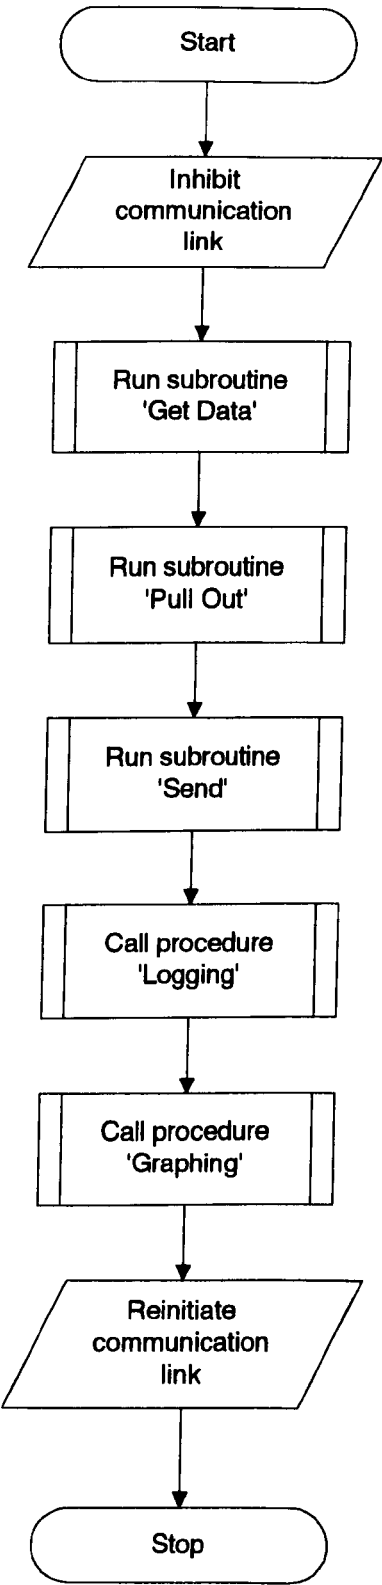 Start
Inhibit
communication
link
Run subroutine
'Get Data'
Run subroutine
'Pull Out'
Run subroutine
'Send'
Call procedure
'Logging'
Call procedure
'Graphing'
Reinitiate
communication
link
Stop